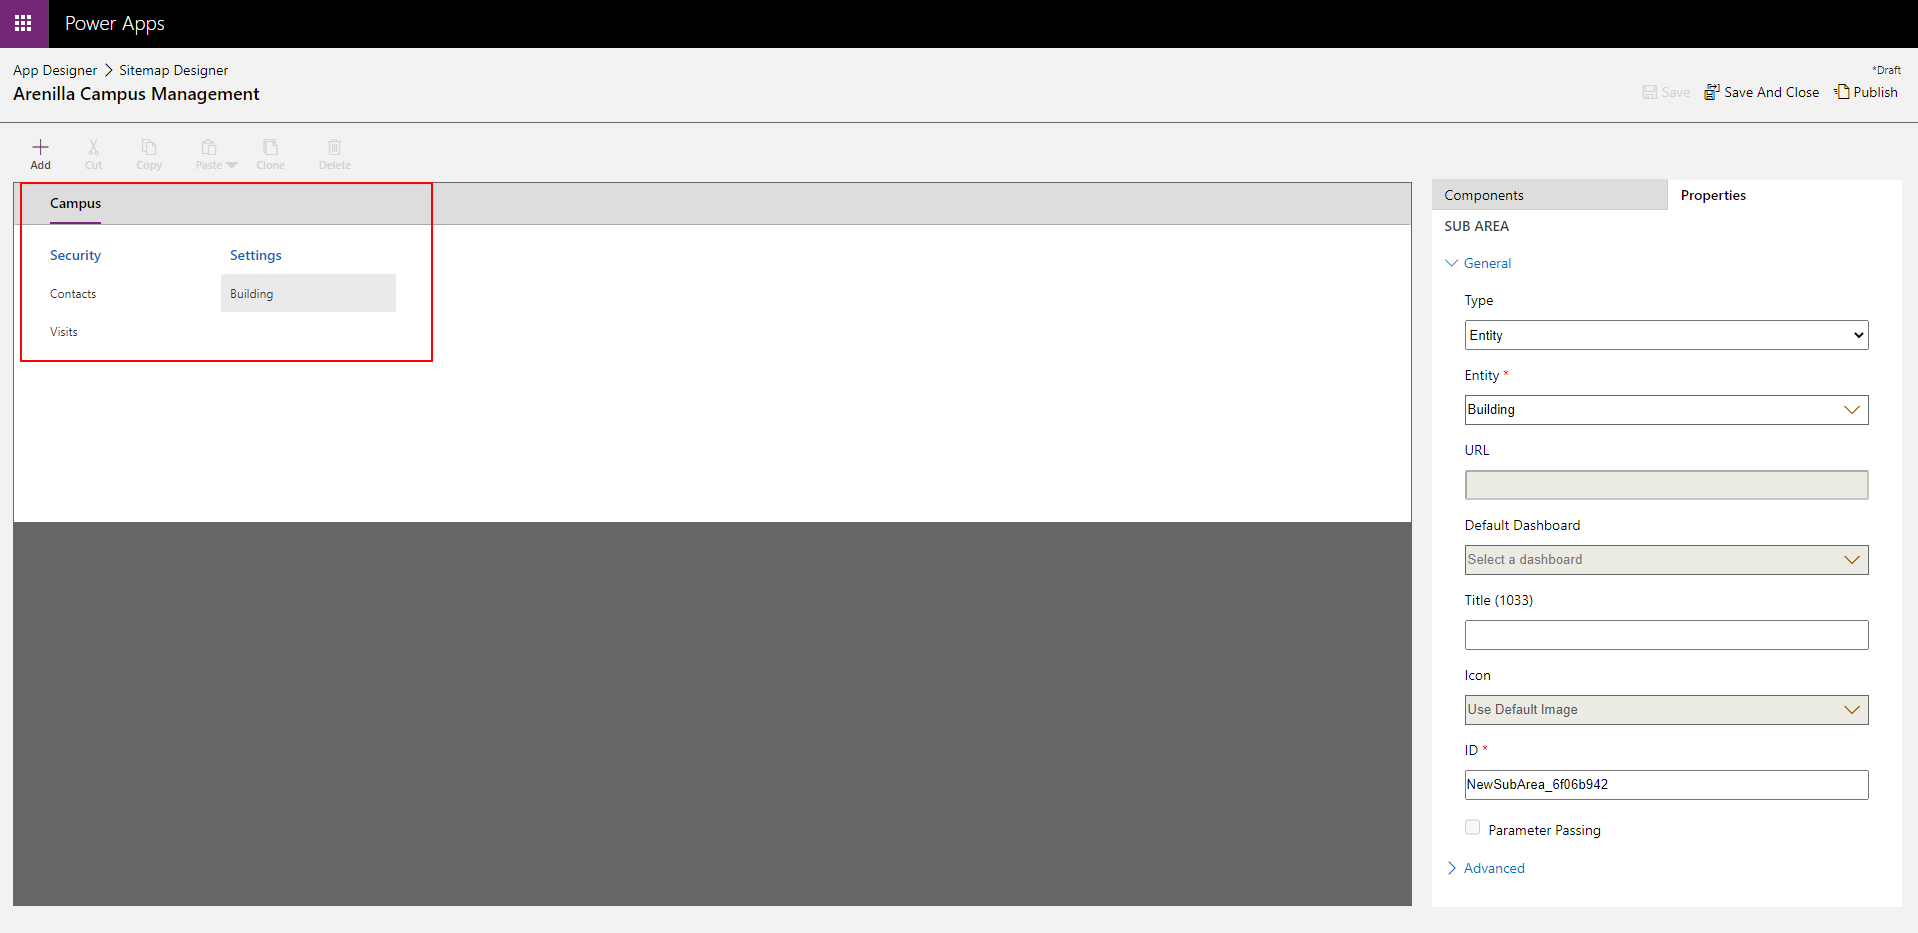 Power Apps
App Designer > Sitemap Designer
*Draft
Arenilla Campus Management
Save
Save And Close
Publish
Add
Cut
Copy
Paste
Clone
Delete
Campus
Security
Settings
Contacts
Building
Visits
Components
Properties
SUB AREA
General
Type
Entity
Entity *
Building
URL
Default Dashboard
Select a dashboard
Title (1033)
Icon
Use Default Image
ID *
NewSubArea_6f06b942
Parameter Passing
Advanced